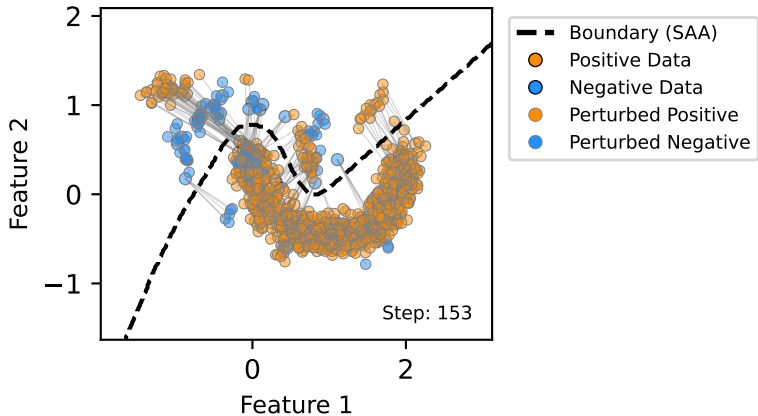 2
1
0
−1
Feature 2
0
2
Feature 1
Step: 153
Boundary (SAA)
Positive Data
Negative Data
Perturbed Positive
Perturbed Negative